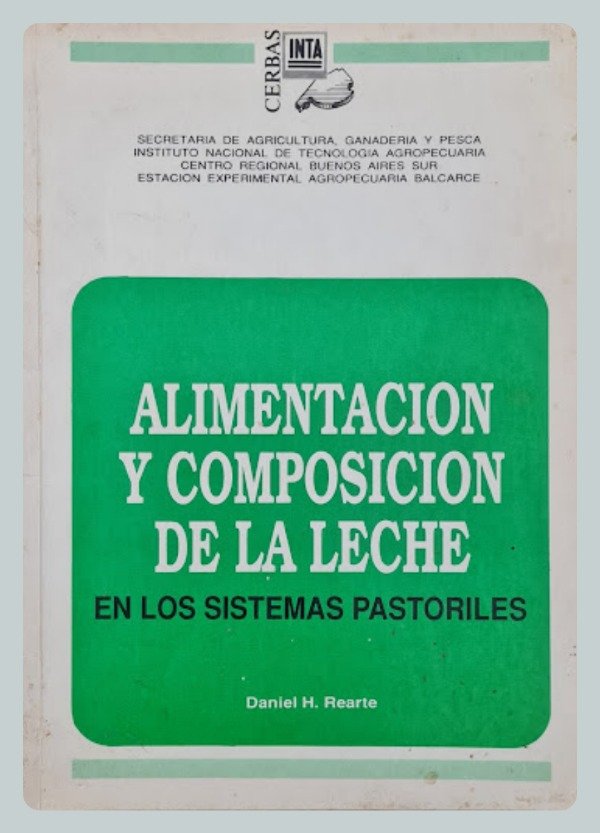 CERBAS
INTA
SECRETARIA DE AGRICULTURA, GANADERIA Y PESCA
INSTITUTO NACIONAL DE TECNOLOGIA AGROPECUARIA
CENTRO REGIONAL BUENOS AIRES SUR
ESTACION EXPERIMENTAL AGROPECUARIA BALCARCE
ALIMENTACION
Y COMPOSICION
DE LA LECHE
EN LOS SISTEMAS PASTORILES
Daniel H. Rearte